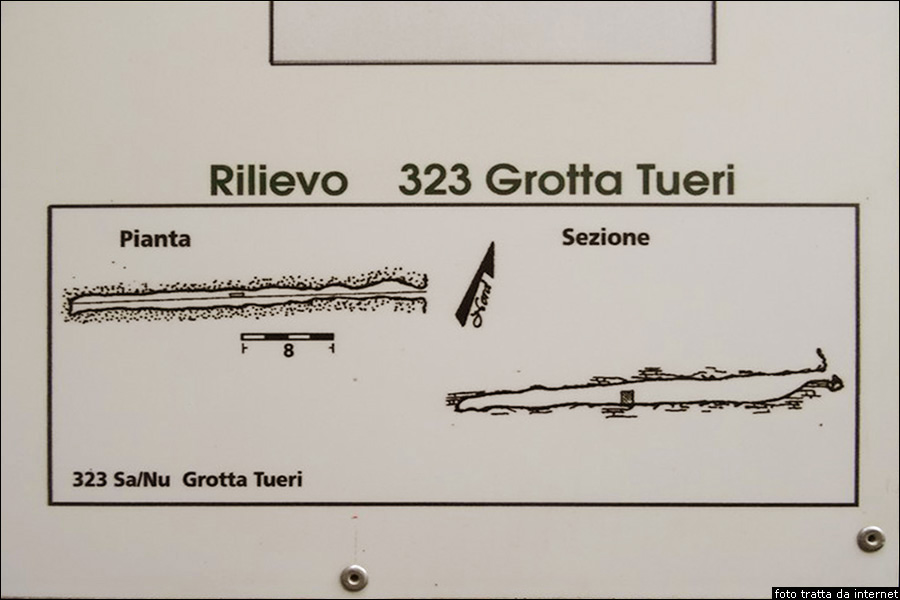 Rilievo 323 Grotta Tueri
Pianta
Sezione
Nord
8
323 Sa/Nu Grotta Tueri
foto tratta da internet